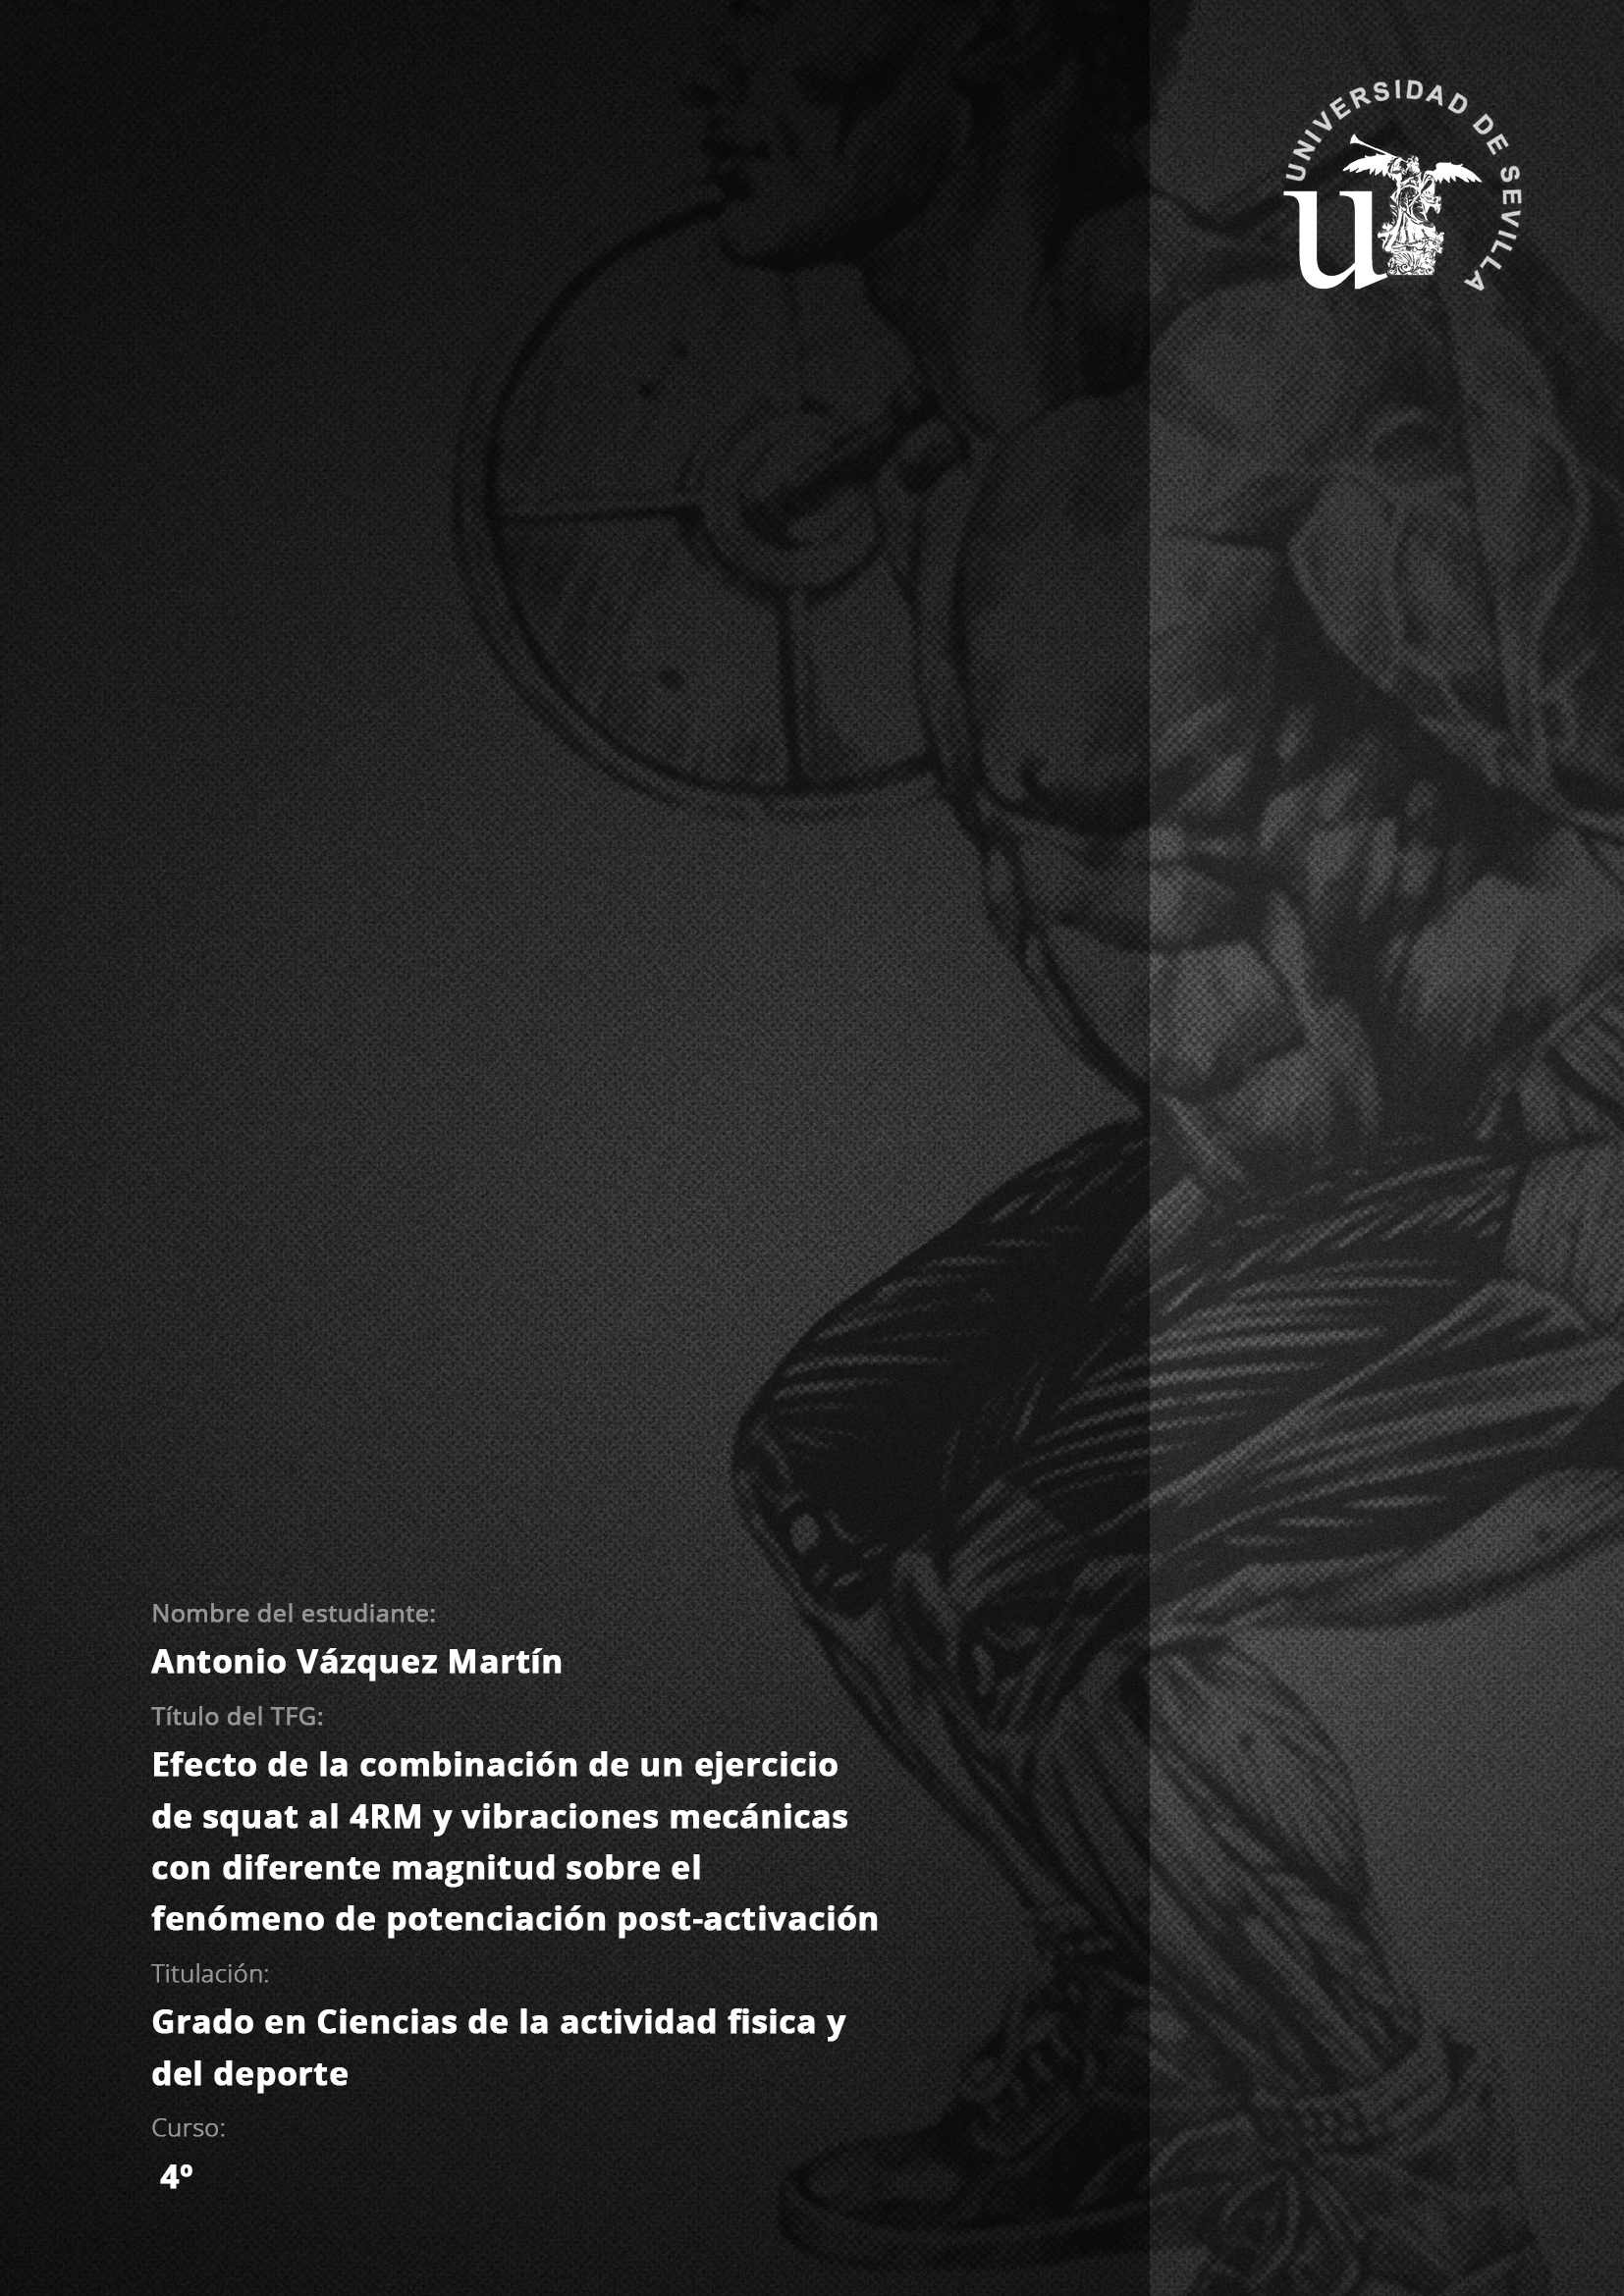 UNIVERSIDAD DE SEVILLA
u
Nombre del estudiante:
Antonio Vázquez Martín
Título del TFG:
Efecto de la combinación de un ejercicio
de squat al 4RM y vibraciones mecánicas
con diferente magnitud sobre el
fenómeno de potenciación post-activación
Titulación:
Grado en Ciencias de la actividad fisica y
del deporte
Curso:
4º